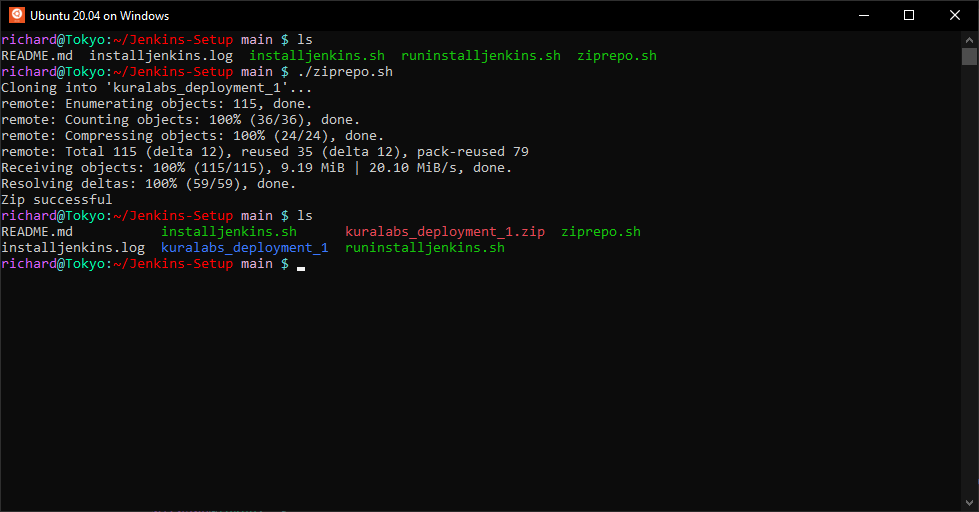 Ubuntu 20.04 on Windows
richard@Tokyo:~/Jenkins-Setup main $ ls
README.md  installjenkins.log  installjenkins.sh  runinstalljenkins.sh  ziprepo.sh
richard@Tokyo:~/Jenkins-Setup main $ ./ziprepo.sh
Cloning into 'kuralabs_deployment_1'...
remote: Enumerating objects: 115, done.
remote: Counting objects: 100% (36/36), done.
remote: Compressing objects: 100% (24/24), done.
remote: Total 115 (delta 12), reused 35 (delta 12), pack-reused 79
Receiving objects: 100% (115/115), 9.19 MiB | 20.10 MiB/s, done.
Resolving deltas: 100% (59/59), done.
Zip successful
richard@Tokyo:~/Jenkins-Setup main $ ls
README.md           installjenkins.sh      kuralabs_deployment_1.zip  ziprepo.sh
installjenkins.log  kuralabs_deployment_1  runinstalljenkins.sh
richard@Tokyo:~/Jenkins-Setup main $